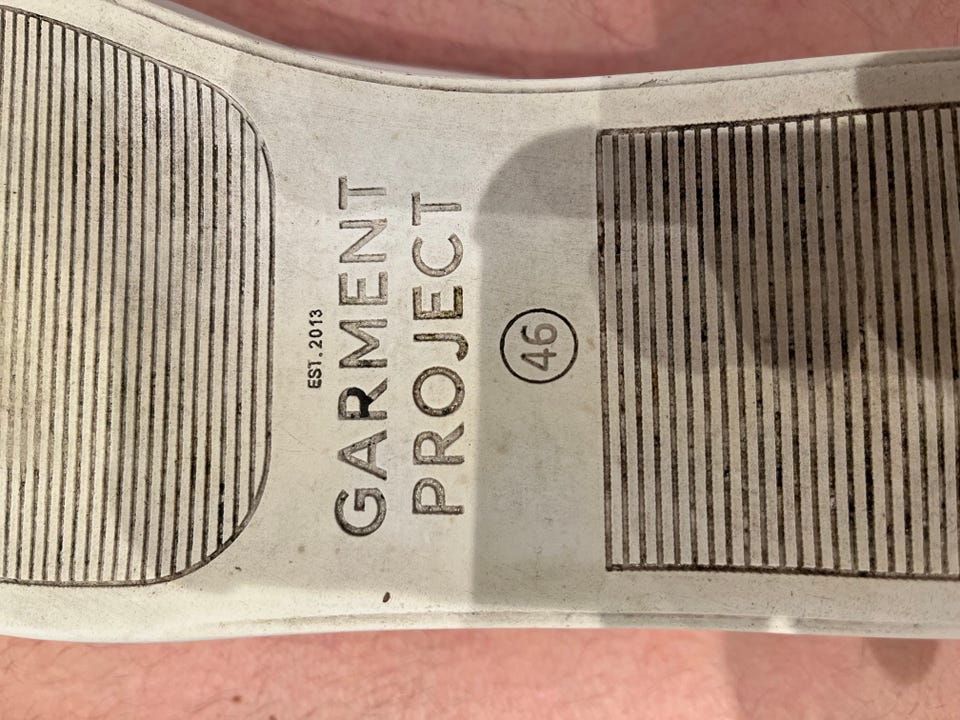 EST. 2013
GARMENT
PROJECT
46